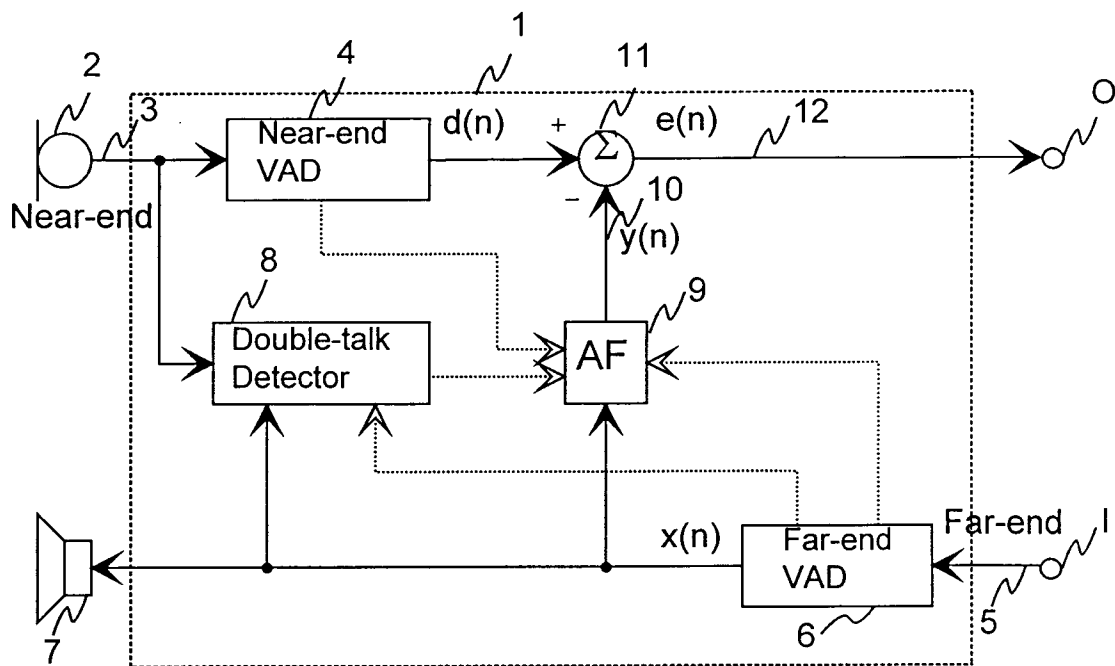 1
2
3
4
d(n)
+
11
Σ
e(n)
12
O
Near-end
VAD
Near-end
−
10
y(n)
8
9
Double-talk
Detector
AF
x(n)
Far-end
VAD
Far-end
I
7
6
5